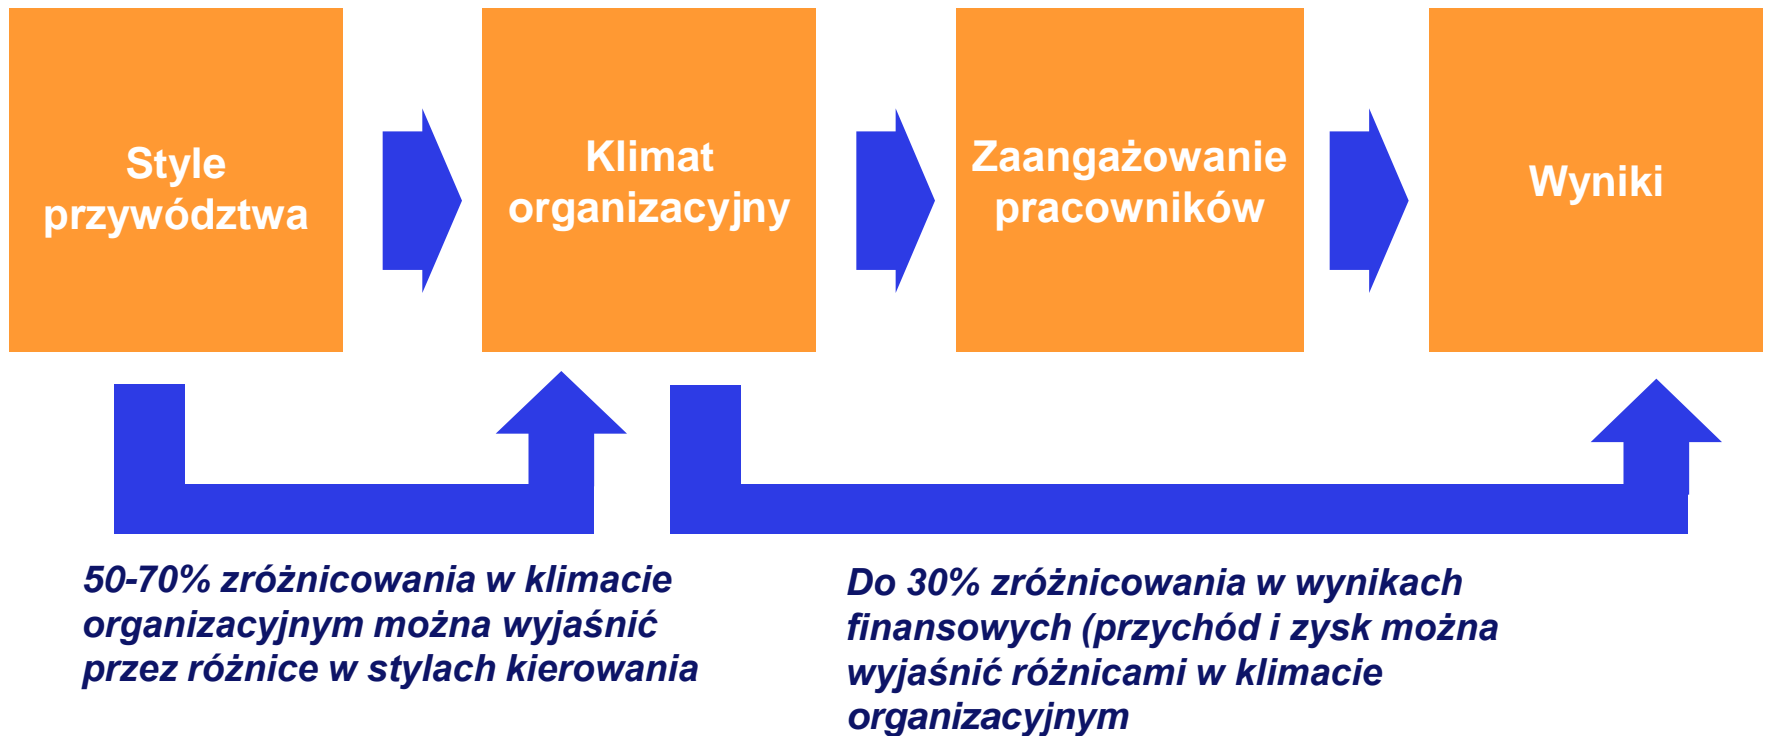 Style
przywództwa
Klimat
organizacyjny
Zaangażowanie
pracowników
Wyniki
50-70% zróżnicowania w klimacie
organizacyjnym można wyjaśnić
przez różnice w stylach kierowania
Do 30% zróżnicowania w wynikach
finansowych (przychód i zysk można
wyjaśnić różnicami w klimacie
organizacyjnym